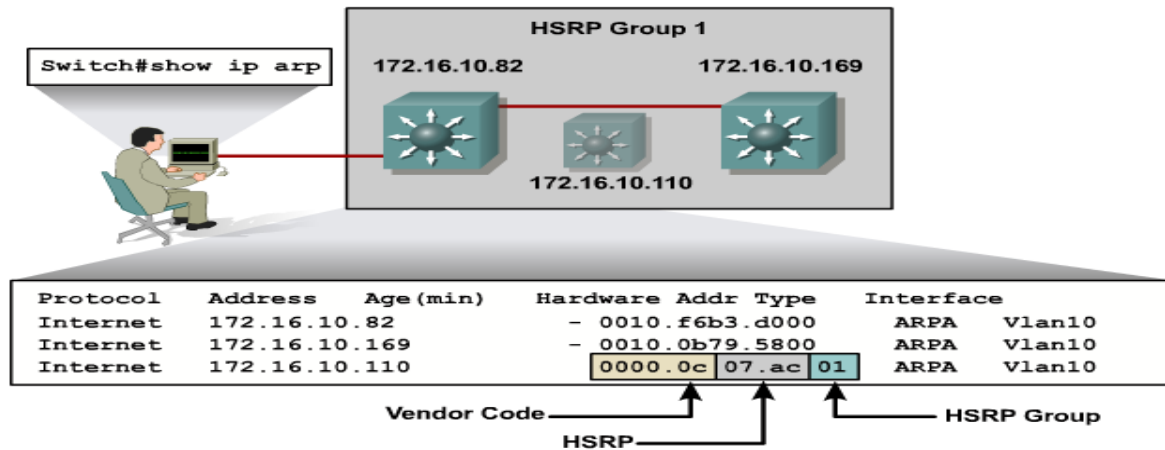 HSRP Group 1
Switch#show ip arp
172.16.10.82
172.16.10.169
172.16.10.110
Protocol Address Age(min) Hardware Addr Type Interface
Internet 172.16.10.82 - 0010.f6b3.d000 ARPA Vlan10
Internet 172.16.10.169 - 0010.0b79.5800 ARPA Vlan10
Internet 172.16.10.110 0000.0c 07.ac 01 ARPA Vlan10
Vendor Code
HSRP Group
HSRP